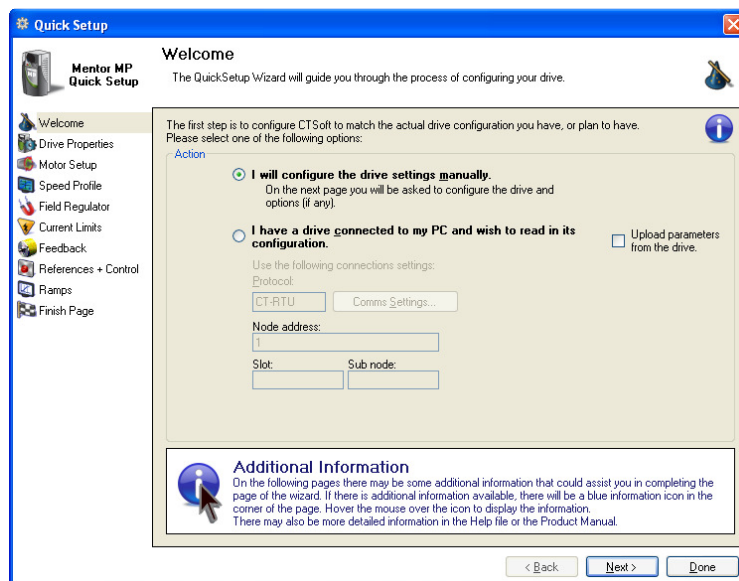 Quick Setup
Mentor MP
Quick Setup
Welcome
The QuickSetup Wizard will guide you through the process of configuring your drive.
Welcome
Drive Properties
Motor Setup
Speed Profile
Field Regulator
Current Limits
Feedback
References + Control
Ramps
Finish Page
The first step is to configure CTSoft to match the actual drive configuration you have, or plan to have.
Please select one of the following options:
Action
I will configure the drive settings manually.
On the next page you will be asked to configure the drive and
options (if any).
I have a drive connected to my PC and wish to read in its
configuration.
Upload parameters
from the drive.
Use the following connections settings:
Protocol:
CT-RTU
Comms Settings...
Node address:
1
Slot:
Sub node:
Additional Information
On the following pages there may be some additional information that could assist you in completing the
page of the wizard. If there is additional information available, there will be a blue information icon in the
corner of the page. Hover the mouse over the icon to display the information.
There may also be more detailed information in the Help file or the Product Manual.
< Back
Next >
Done